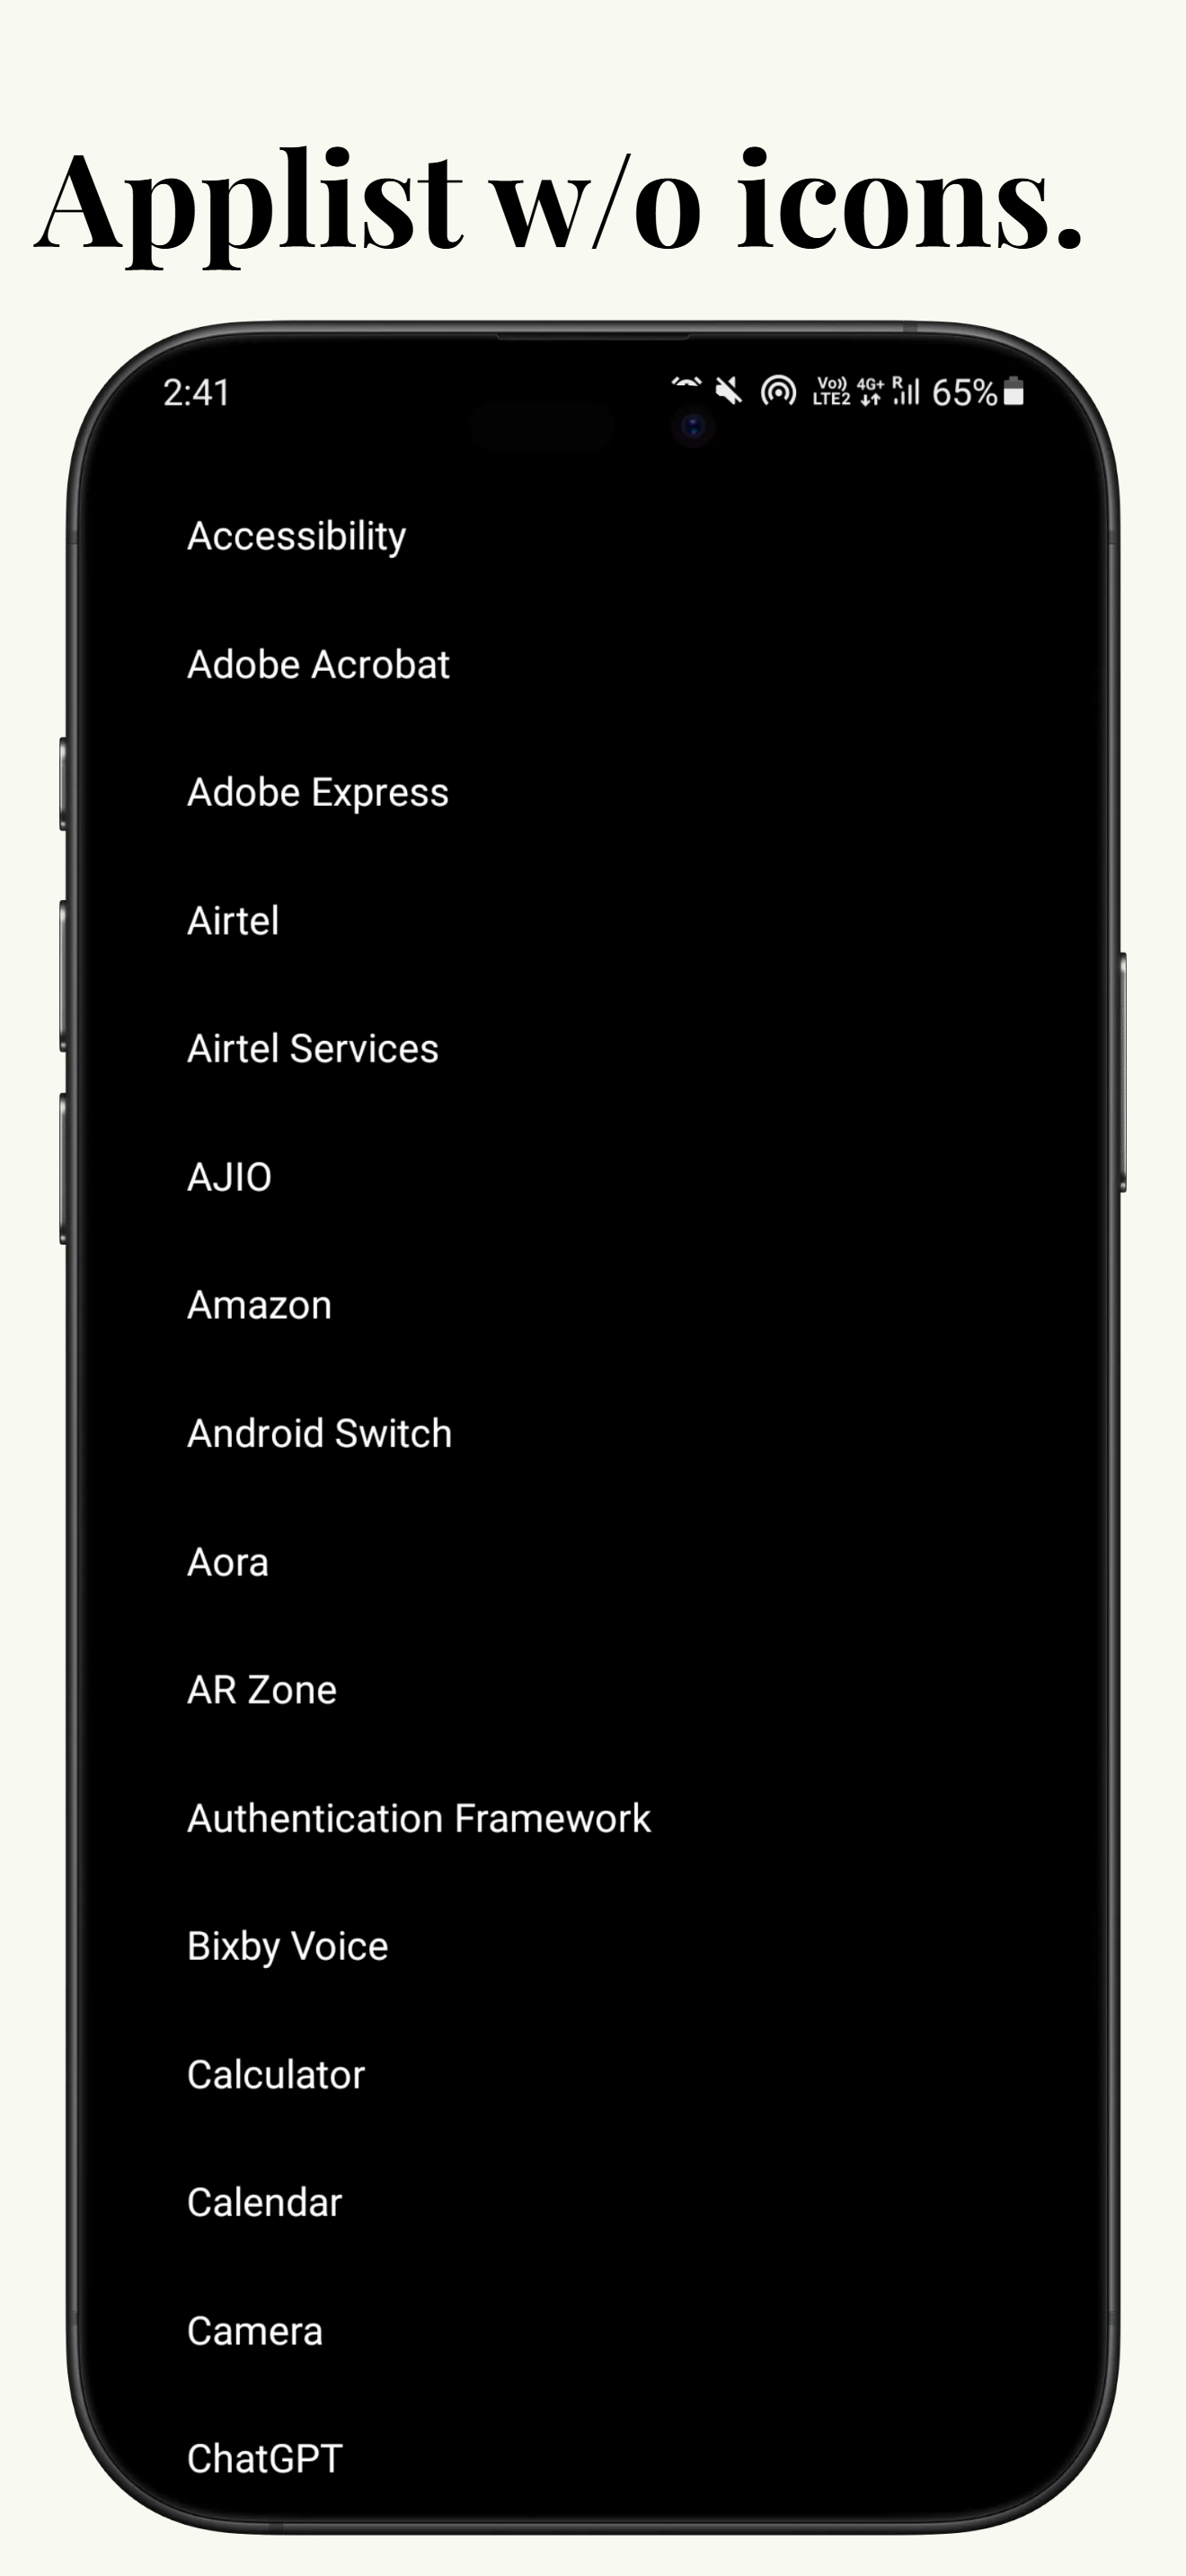 Applist w/o icons.
2:41 Vo)) LTE2 4G+ R 65%
Accessibility
Adobe Acrobat
Adobe Express
Airtel
Airtel Services
AJIO
Amazon
Android Switch
Aora
AR Zone
Authentication Framework
Bixby Voice
Calculator
Calendar
Camera
ChatGPT